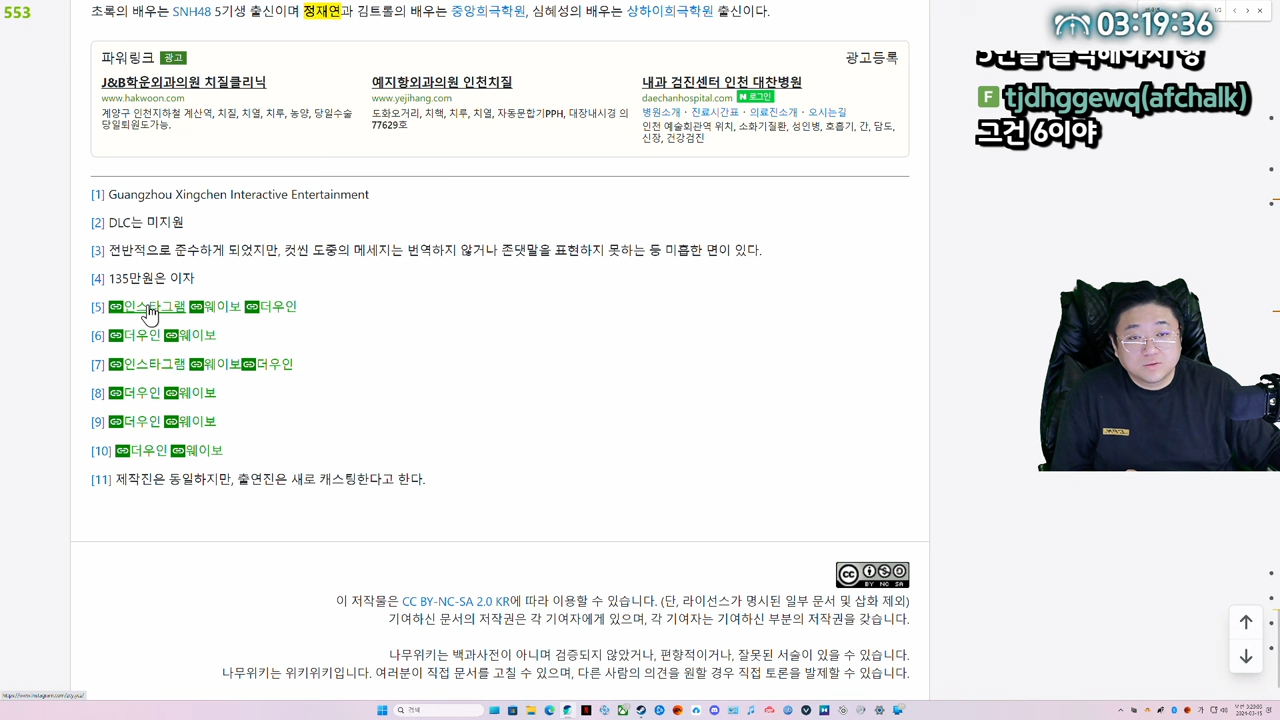 553
초록의 배우는 SNH48 5기생 출신이며 정재연과 김트롤의 배우는 중앙희극학원, 심혜성의 배우는 상하이희극학원 출신이다.
03:19:36
파워링크 광고
광고등록
J&B학운외과의원 치질클리닉
www.hakwoon.com
계양구 인천지하철 계산역, 치질, 치열, 치루, 농양, 당일수술
당일퇴원도가능.
예지항외과의원 인천치질
www.yejihang.com
도화오거리, 치핵, 치루, 치열, 자동문합기PPH, 대장내시경 의
77629호
내과 검진센터 인천 대찬병원
daechanhospital.com N 로그인
병원소개 · 진료시간표 · 의료진소개 · 오시는길
인천 예술회관역 위치, 소화기질환, 성인병, 호흡기, 간, 담도,
신장, 건강검진
F tjdhggewq(afchalk)
그건 6이야
[1] Guangzhou Xingchen Interactive Entertainment
[2] DLC는 미지원
[3] 전반적으로 준수하게 되었지만, 컷씬 도중의 메세지는 번역하지 않거나 존댓말을 표현하지 못하는 등 미흡한 면이 있다.
[4] 135만원은 이자
[5] 인스타그램 웨이보 더우인
[6] 더우인 웨이보
[7] 인스타그램 웨이보 더우인
[8] 더우인 웨이보
[9] 더우인 웨이보
[10] 더우인 웨이보
[11] 제작진은 동일하지만, 출연진은 새로 캐스팅한다고 한다.
CC BY NC SA
이 저작물은 CC BY-NC-SA 2.0 KR에 따라 이용할 수 있습니다. (단, 라이선스가 명시된 일부 문서 및 삽화 제외)
기여하신 문서의 저작권은 각 기여자에게 있으며, 각 기여자는 기여하신 부분의 저작권을 갖습니다.
나무위키는 백과사전이 아니며 검증되지 않았거나, 편향적이거나, 잘못된 서술이 있을 수 있습니다.
나무위키는 위키위키입니다. 여러분이 직접 문서를 고칠 수 있으며, 다른 사람의 의견을 원할 경우 직접 토론을 발제할 수 있습니다.
검색